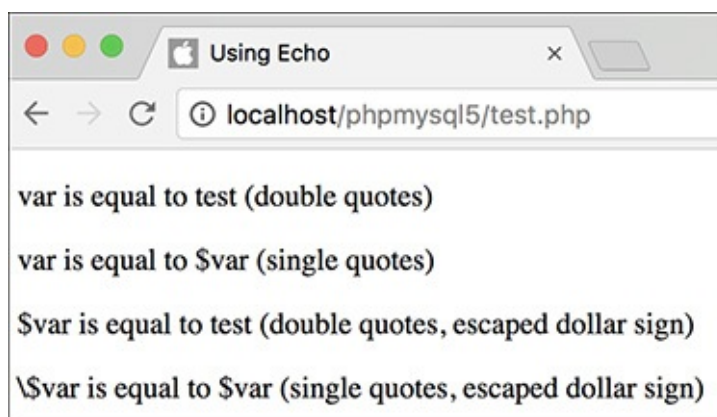 Using Echo
localhost/phpmysql5/test.php
var is equal to test (double quotes)
var is equal to $var (single quotes)
$var is equal to test (double quotes, escaped dollar sign)
\$var is equal to $var (single quotes, escaped dollar sign)